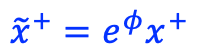 x̃⁺ = e^ϕ x⁺